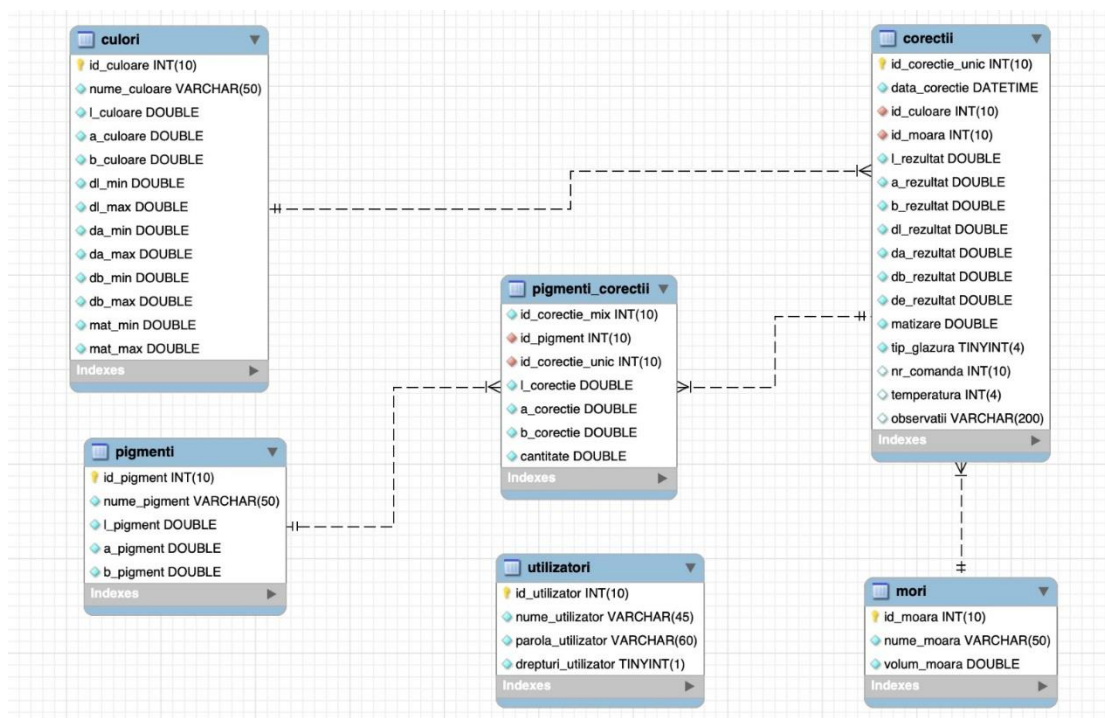 culori
id_culoare INT(10)
nume_culoare VARCHAR(50)
l_culoare DOUBLE
a_culoare DOUBLE
b_culoare DOUBLE
dl_min DOUBLE
dl_max DOUBLE
da_min DOUBLE
da_max DOUBLE
db_min DOUBLE
db_max DOUBLE
mat_min DOUBLE
mat_max DOUBLE
Indexes
corectii
id_corectie_unic INT(10)
data_corectie DATETIME
id_culoare INT(10)
id_moara INT(10)
l_rezultat DOUBLE
a_rezultat DOUBLE
b_rezultat DOUBLE
dl_rezultat DOUBLE
da_rezultat DOUBLE
db_rezultat DOUBLE
de_rezultat DOUBLE
matizare DOUBLE
tip_glazura TINYINT(4)
nr_comanda INT(10)
temperatura INT(4)
observatii VARCHAR(200)
Indexes
pigmenti_corectii
id_corectie_mix INT(10)
id_pigment INT(10)
id_corectie_unic INT(10)
l_corectie DOUBLE
a_corectie DOUBLE
b_corectie DOUBLE
cantitate DOUBLE
Indexes
pigmenti
id_pigment INT(10)
nume_pigment VARCHAR(50)
l_pigment DOUBLE
a_pigment DOUBLE
b_pigment DOUBLE
Indexes
utilizatori
id_utilizator INT(10)
nume_utilizator VARCHAR(45)
parola_utilizator VARCHAR(60)
drepturi_utilizator TINYINT(1)
Indexes
mori
id_moara INT(10)
nume_moara VARCHAR(50)
volum_moara DOUBLE
Indexes